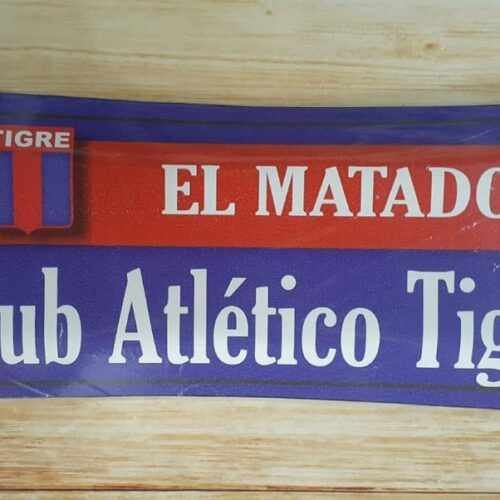 TIGRE
EL MATADO
ub Atlético Tig